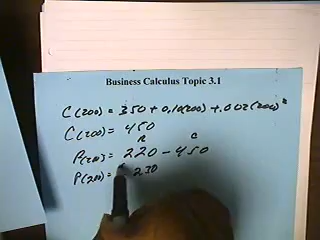 Business Calculus Topic 3.1
C(200) = 350 + 0.10(200) + .002(200)²
C(200) = 450
R C
P(200) = 220 - 450
P(200) = 230